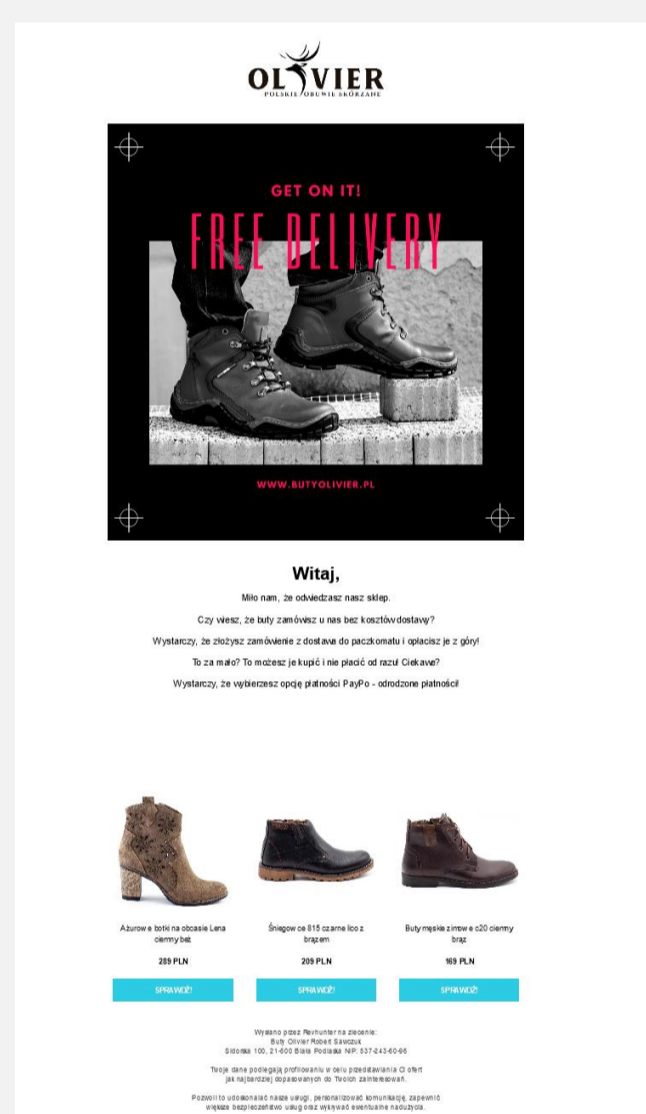 OLIVIER
POLSKIE OBUWIE SKÓRZANE
GET ON IT!
FREE DELIVERY
WWW.BUTYOLIVIER.PL
Witaj,
Miło nam, że odwiedzasz nasz sklep.
Czy wiesz, że buty zamówisz u nas bez kosztów dostawy?
Wystarczy, że złożysz zamówienie z dostawa do paczkomatu i opłacisz je z góry!
To za mało? To możesz je kupić i nie płacić od razu! Ciekawe?
Wystarczy, że wybierzesz opcję płatności PayPo - odrodzone płatności!
Ażurowe botki na obcasie Lena
ciemny beż
289 PLN
SPRAWDŹ!
Śniegowce 815 czarne lico z
brązem
209 PLN
SPRAWDŹ!
Buty męskie zimowe c20 ciemny
brąz
169 PLN
SPRAWDŹ!
Wysłano przez Revhunter na zlecenie:
Buty Olivier Robert Sawczuk
Sidorska 100, 21-500 Biała Podlaska NIP: 537-243-60-96
Twoje dane podlegają profilowaniu w celu przedstawiania Ci ofert
jak najbardziej dopasowanych do Twoich zainteresowań.
Pozwoli to udoskonalać nasze usługi, personalizować komunikację, zapewnić
większe bezpieczeństwo usług oraz wykrywać ewentualne nadużycia.